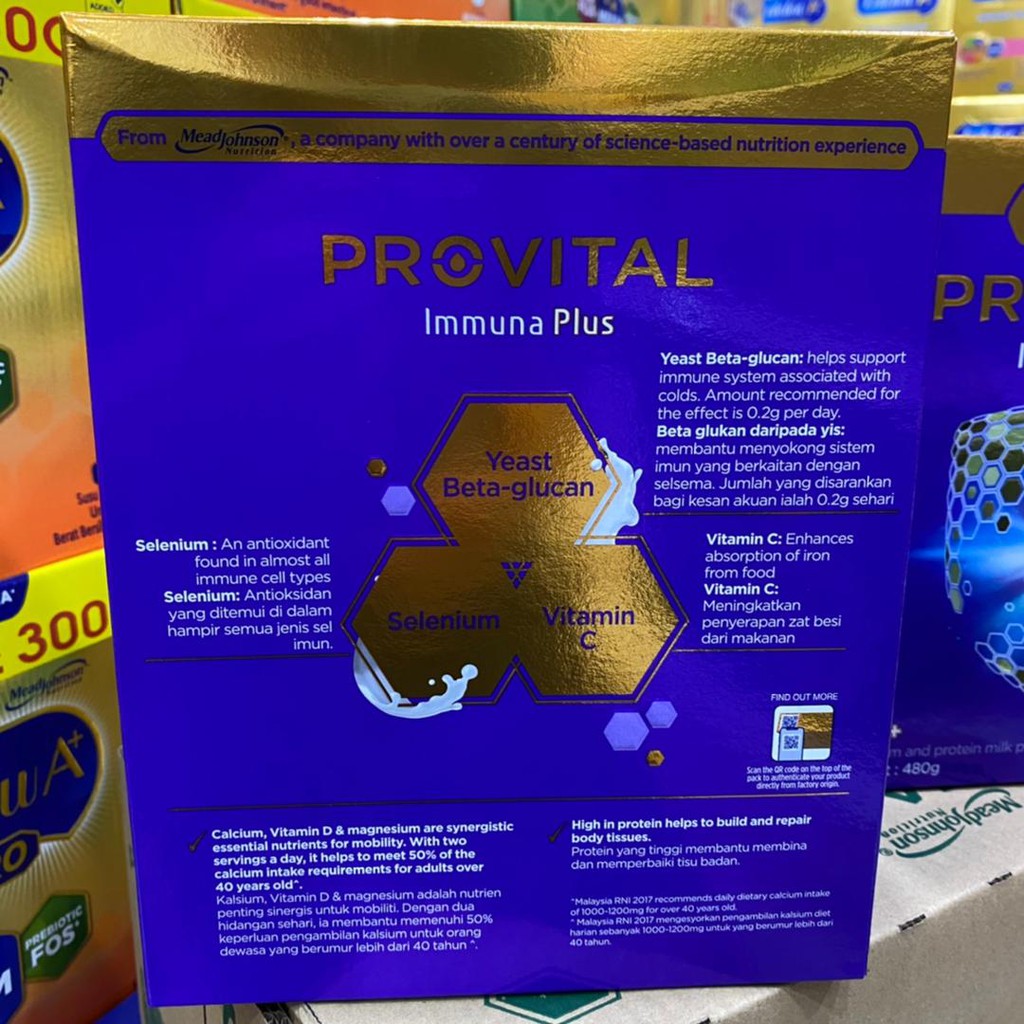 From MeadJohnson Nutrition, a company with over a century of science-based nutrition experience
PROVITAL
Immuna Plus
Yeast Beta-glucan: helps support
immune system associated with
colds. Amount recommended for
the effect is 0.2g per day.
Beta glukan daripada yis:
membantu menyokong sistem
imun yang berkaitan dengan
selsema. Jumlah yang disarankan
bagi kesan akuan ialah 0.2g sehari
Yeast
Beta-glucan
Selenium : An antioxidant
found in almost all
immune cell types
Selenium: Antioksidan
yang ditemui di dalam
hampir semua jenis sel
imun.
Selenium
Vitamin
C
Vitamin C: Enhances
absorption of iron
from food
Vitamin C:
Meningkatkan
penyerapan zat besi
dari makanan
FIND OUT MORE
Scan the QR code on the top of the
pack to authenticate your product
directly from factory origin.
Calcium, Vitamin D & magnesium are synergistic
essential nutrients for mobility. With two
servings a day, it helps to meet 50% of the
calcium intake requirements for adults over
40 years old^.
Kalsium, Vitamin D & magnesium adalah nutrien
penting sinergis untuk mobiliti. Dengan dua
hidangan sehari, ia membantu memenuhi 50%
keperluan pengambilan kalsium untuk orang
dewasa yang berumur lebih dari 40 tahun ^.
High in protein helps to build and repair
body tissues.
Protein yang tinggi membantu membina
dan memperbaiki tisu badan.
^Malaysia RNI 2017 recommends daily dietary calcium intake
of 1000-1200mg for over 40 years old.
^ Malaysia RNI 2017 mengesyorkan pengambilan kalsium diet
harian sebanyak 1000-1200mg untuk yang berumur lebih dari
40 tahun.
300
MeadJohnson
A+
PREBIOTIC
FOS
Susu
Berat
PR
and protein milk
: 480g
MeadJohnson
Nutrition